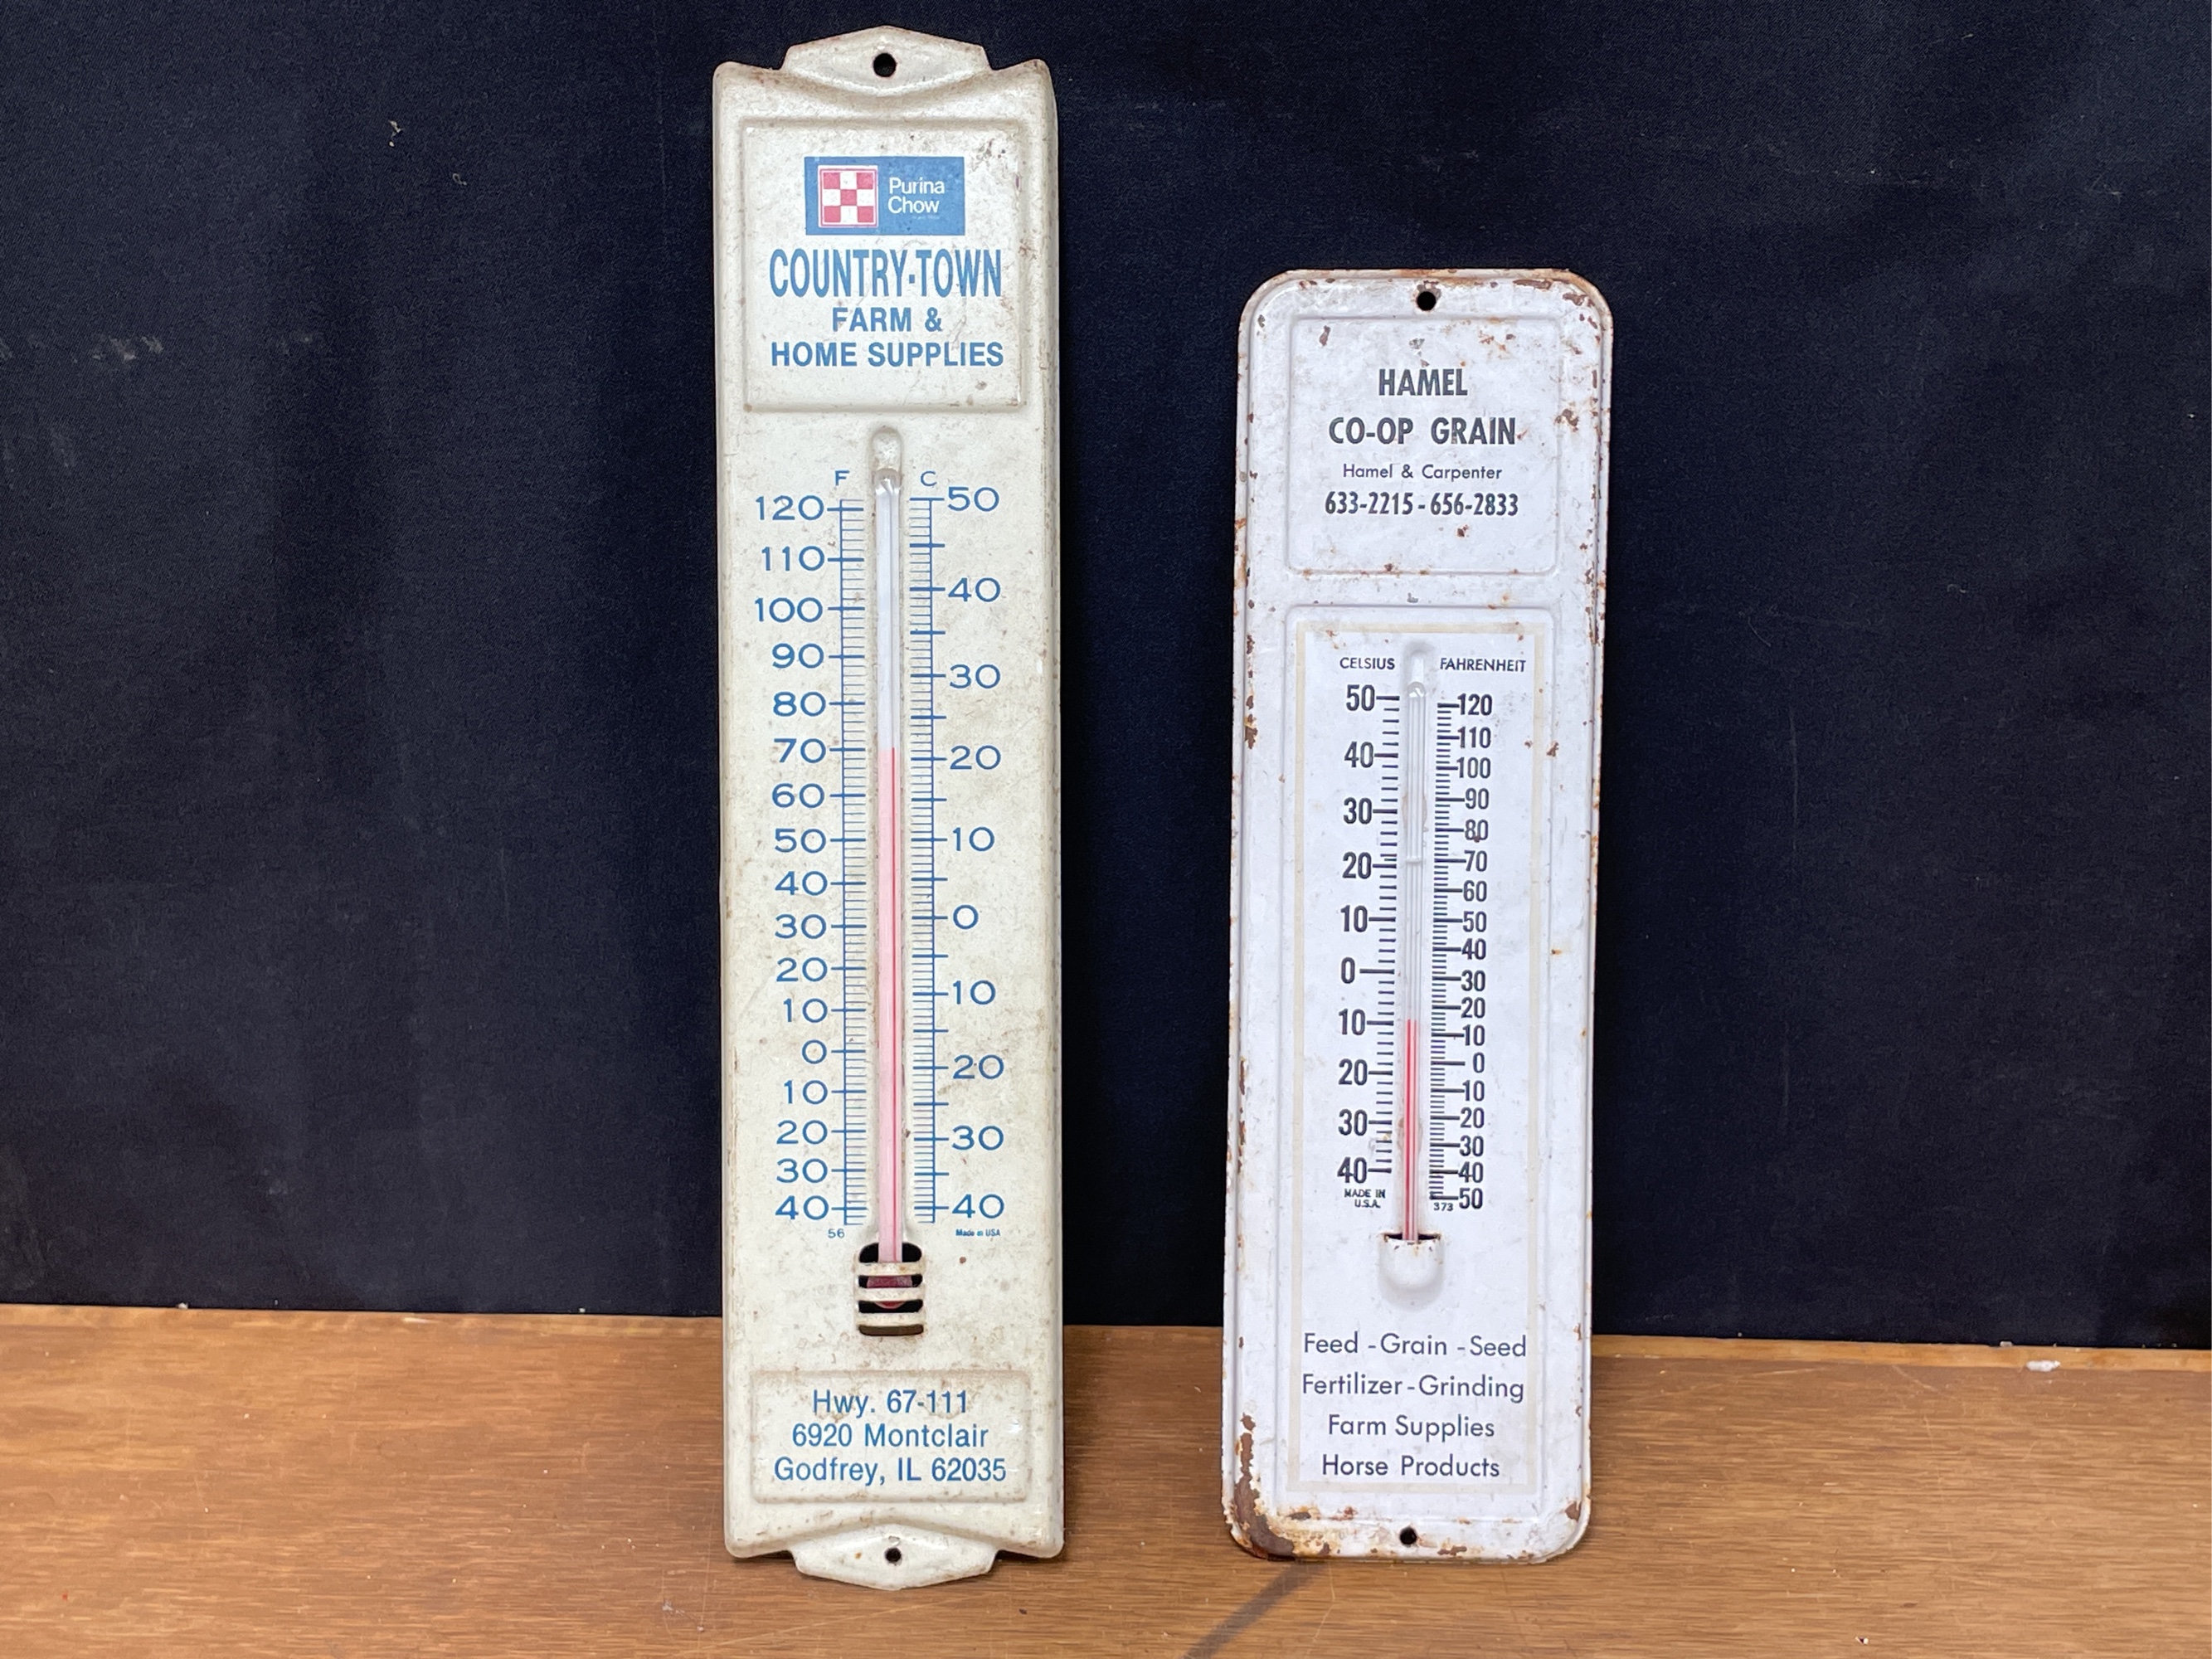 Purina
Chow
COUNTRY-TOWN
FARM &
HOME SUPPLIES
F C
120 50
110
100 40
90
80 30
70
60 20
50 10
40
30 0
20
10 10
0
10 20
20
30 30
40 40
56 Made in USA
Hwy. 67-111
6920 Montclair
Godfrey, IL 62035
HAMEL
CO-OP GRAIN
Hamel & Carpenter
633-2215 - 656-2833
CELSIUS FAHRENHEIT
50 120
110
40 100
30 90
80
20 70
60
10 50
40
0 30
20
10 10
0
20 10
20
30 30
40 40
MADE IN
U.S.A. 373 50
Feed - Grain - Seed
Fertilizer - Grinding
Farm Supplies
Horse Products